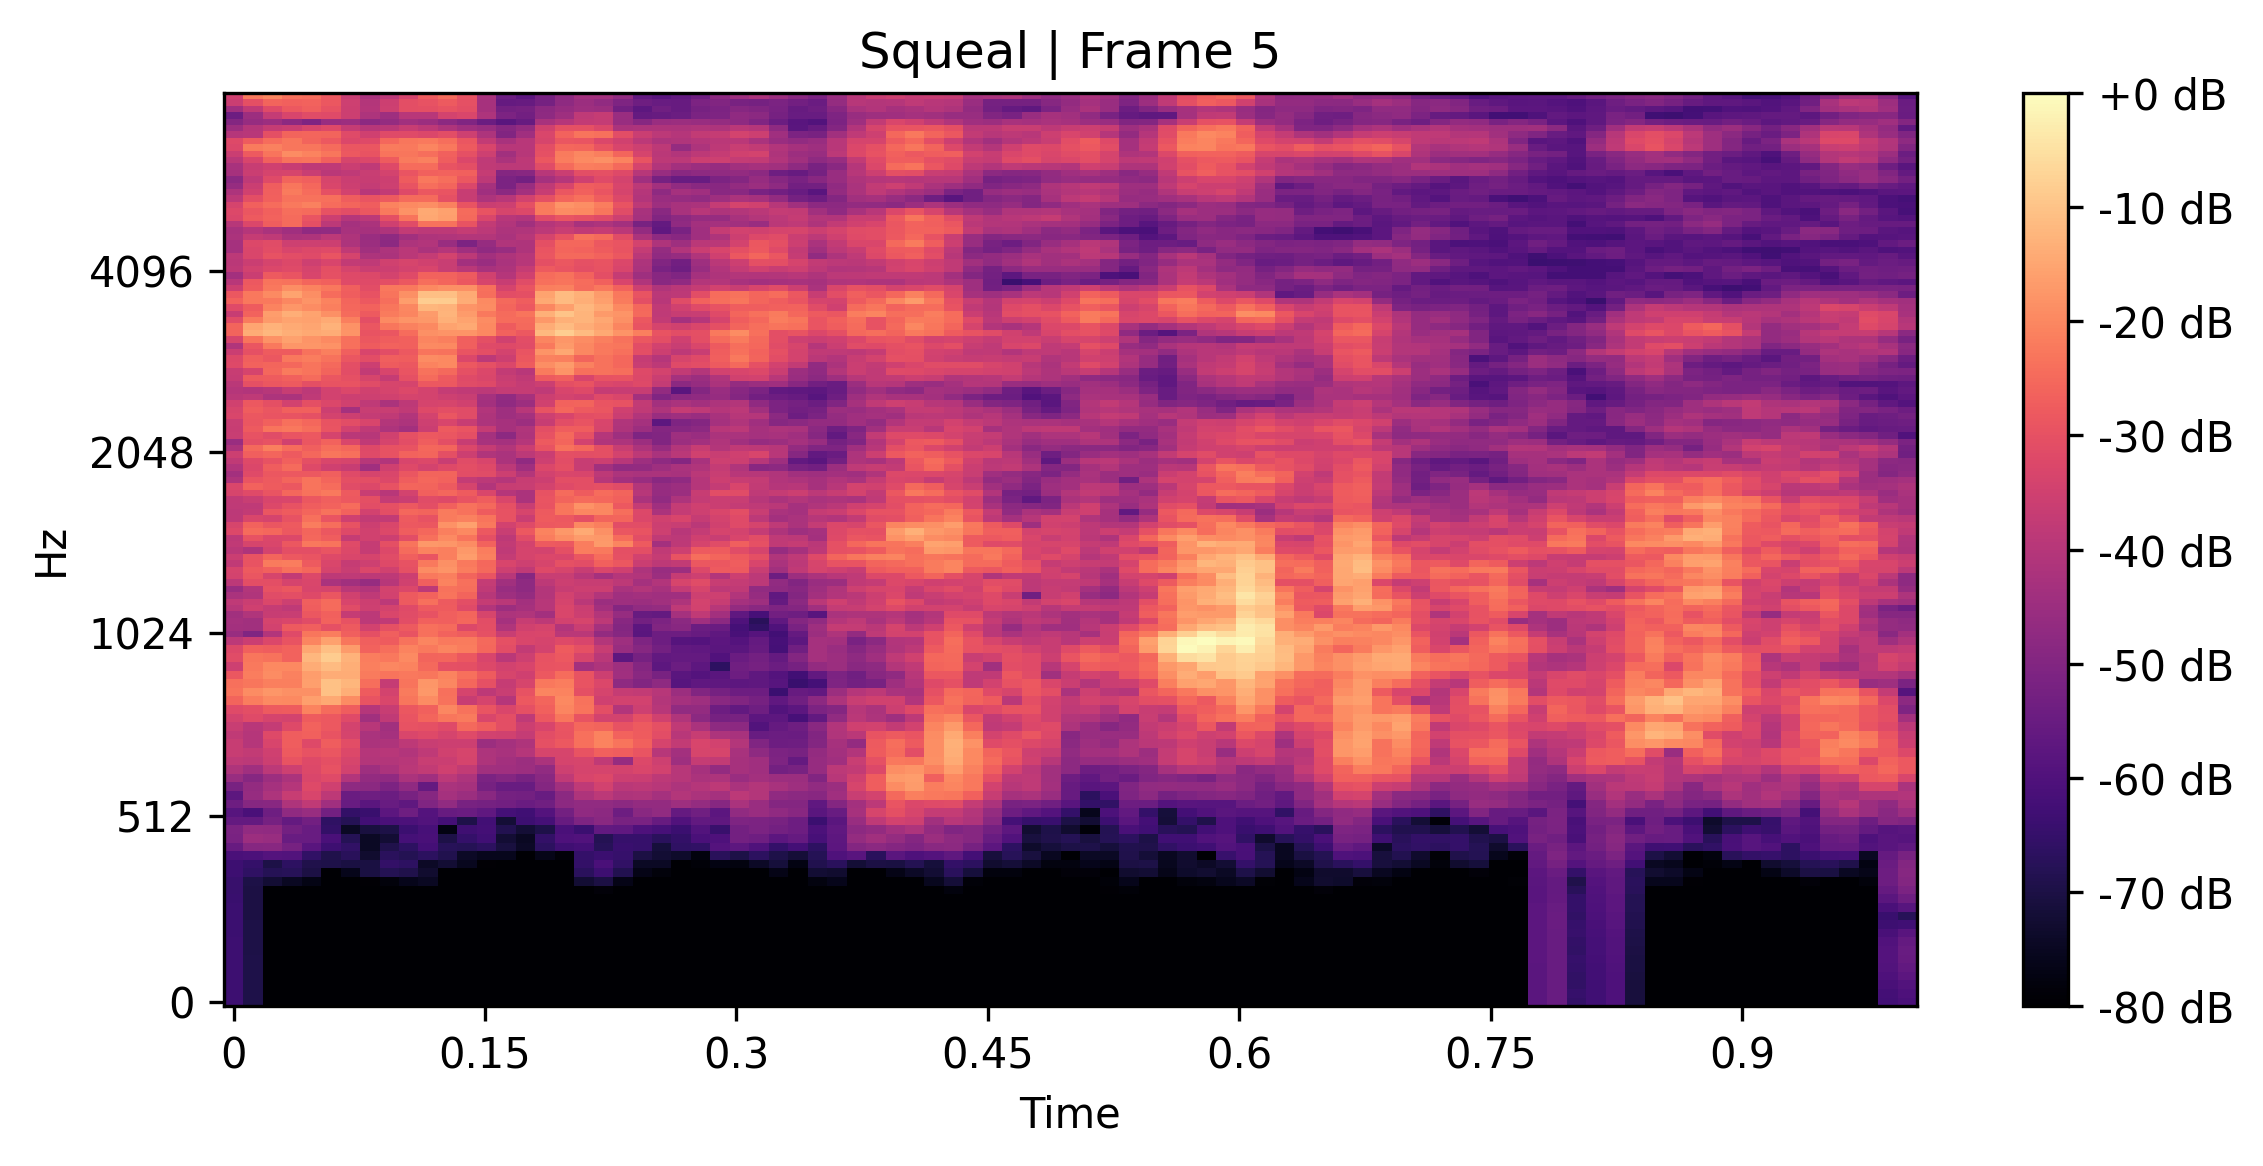 Squeal | Frame 5
+0 dB
-10 dB
-20 dB
-30 dB
-40 dB
-50 dB
-60 dB
-70 dB
-80 dB
Hz
4096
2048
1024
512
0
0 0.15 0.3 0.45 0.6 0.75 0.9
Time